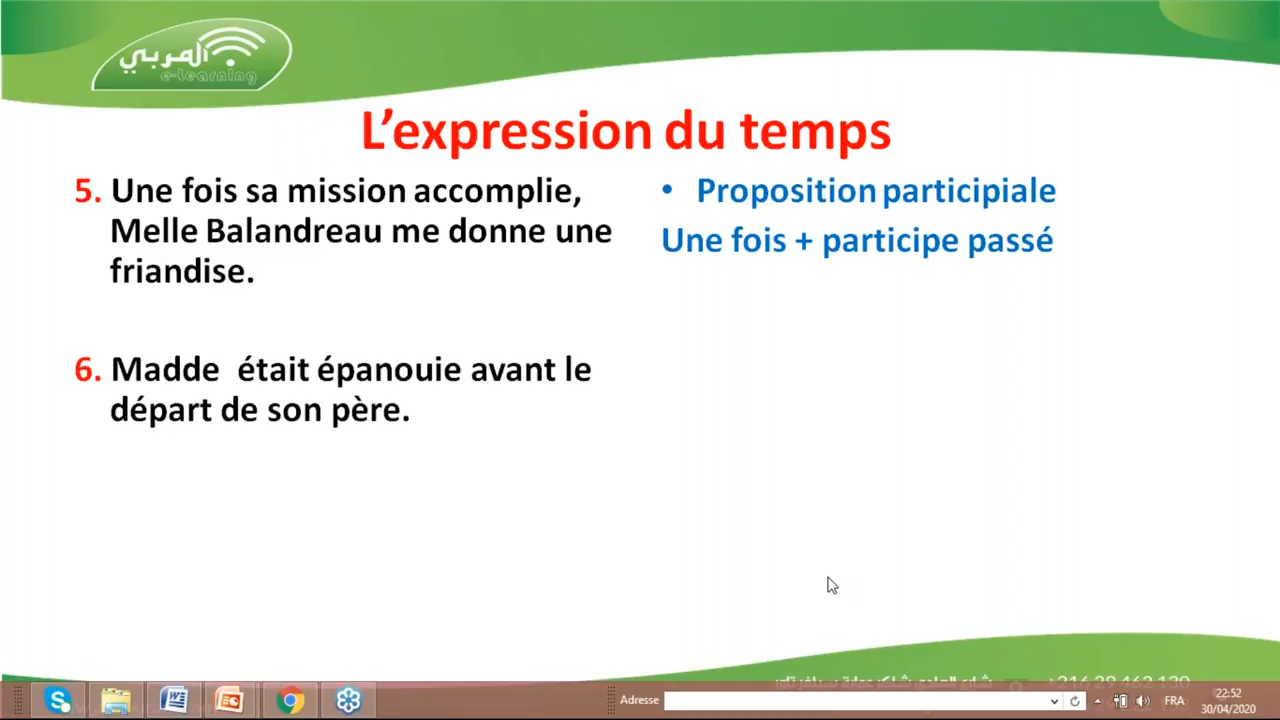 العربي
e-learning
L'expression du temps
5. Une fois sa mission accomplie,
Melle Balandreau me donne une
friandise.
• Proposition participiale
Une fois + participe passé
6. Madde était épanouie avant le
départ de son père.
Adresse
FRA
22:52
30/04/2020